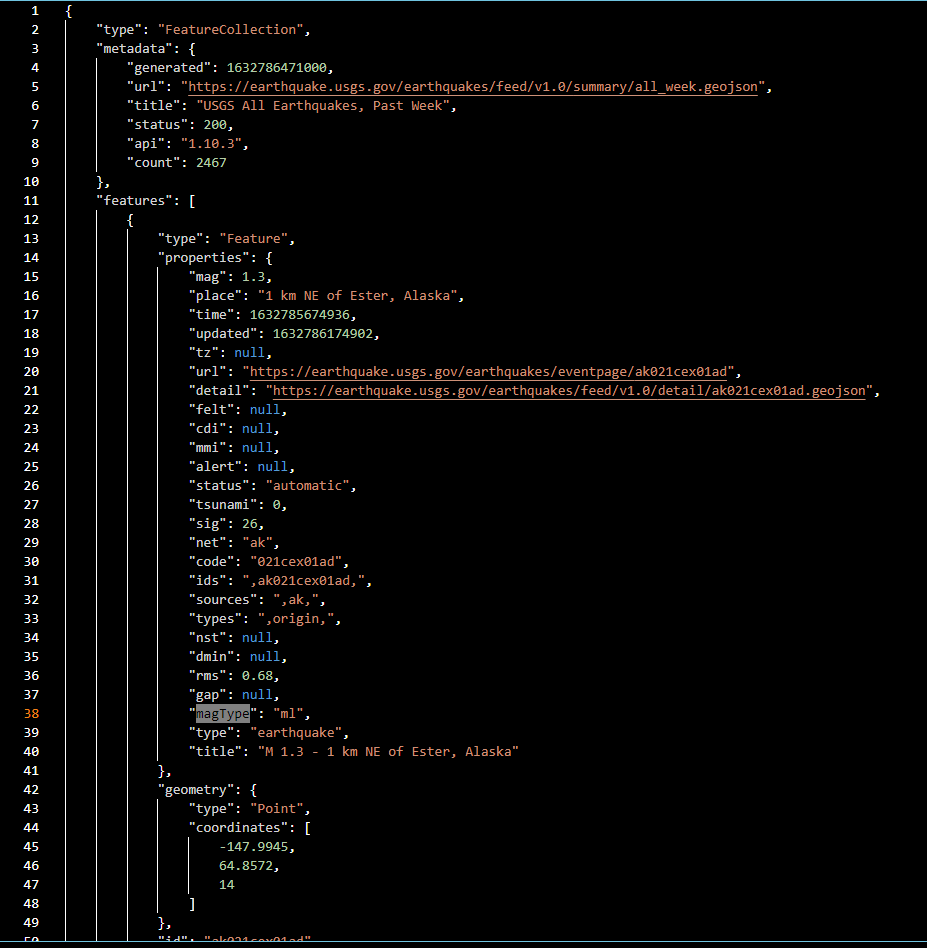 1 {
2 "type": "FeatureCollection",
3 "metadata": {
4 "generated": 1632786471000,
5 "url": "https://earthquake.usgs.gov/earthquakes/feed/v1.0/summary/all_week.geojson",
6 "title": "USGS All Earthquakes, Past Week",
7 "status": 200,
8 "api": "1.10.3",
9 "count": 2467
10 },
11 "features": [
12 {
13 "type": "Feature",
14 "properties": {
15 "mag": 1.3,
16 "place": "1 km NE of Ester, Alaska",
17 "time": 1632785674936,
18 "updated": 1632786174902,
19 "tz": null,
20 "url": "https://earthquake.usgs.gov/earthquakes/eventpage/ak021cex01ad",
21 "detail": "https://earthquake.usgs.gov/earthquakes/feed/v1.0/detail/ak021cex01ad.geojson",
22 "felt": null,
23 "cdi": null,
24 "mmi": null,
25 "alert": null,
26 "status": "automatic",
27 "tsunami": 0,
28 "sig": 26,
29 "net": "ak",
30 "code": "021cex01ad",
31 "ids": ",ak021cex01ad,",
32 "sources": ",ak,",
33 "types": ",origin,",
34 "nst": null,
35 "dmin": null,
36 "rms": 0.68,
37 "gap": null,
38 "magType": "ml",
39 "type": "earthquake",
40 "title": "M 1.3 - 1 km NE of Ester, Alaska"
41 },
42 "geometry": {
43 "type": "Point",
44 "coordinates": [
45 -147.9945,
46 64.8572,
47 14
48 ]
49 },
50 "id": "ak021cex01ad"